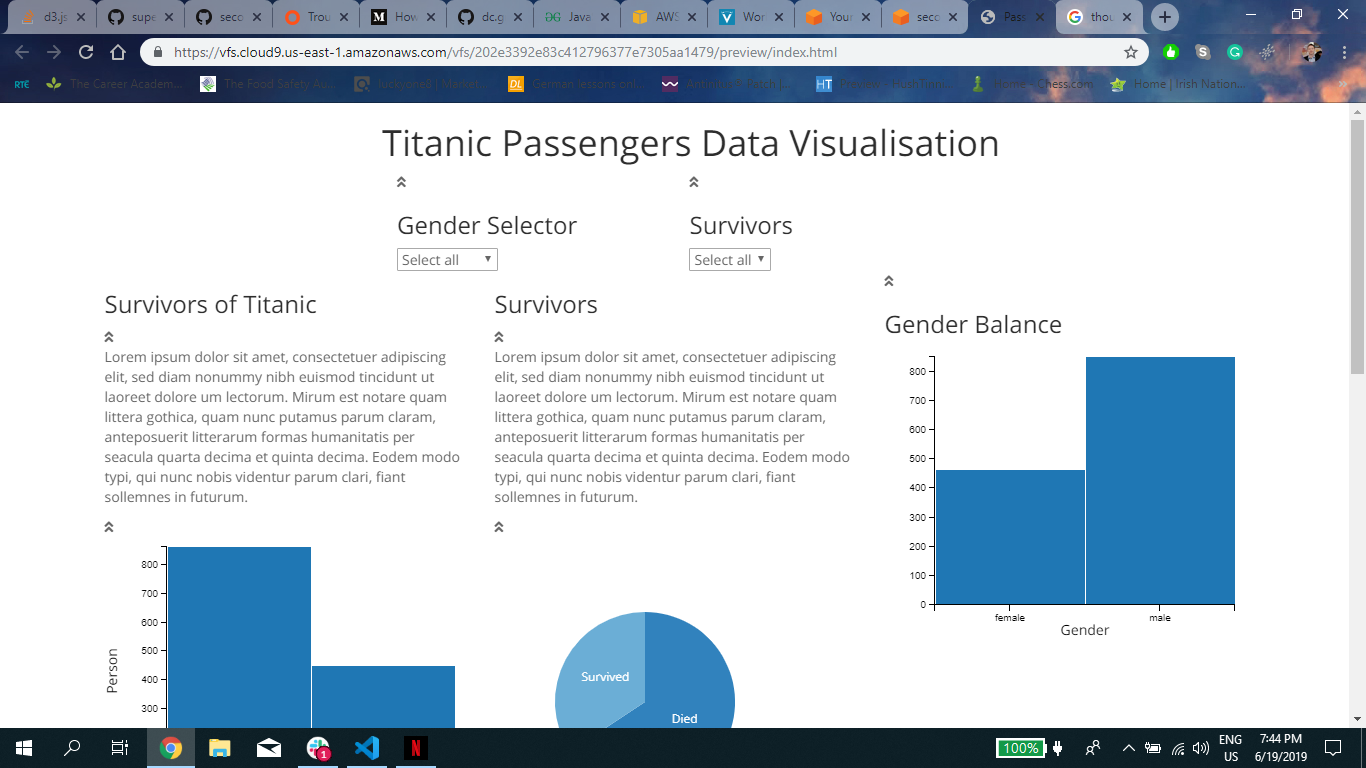 d3.js
supe
seco
Trou
How
dc.g
Java
AWS
Wor
Your
seco
Pass
thou
https://vfs.cloud9.us-east-1.amazonaws.com/vfs/202e3392e83c412796377e7305aa1479/preview/index.html
RTÉ
The Career Academ...
The Food Safety Au...
DL
German lessons onli...
HT
Preview - HushTum...
Home - Chess.com
Home | Irish Nation...
Titanic Passengers Data Visualisation
Gender Selector
Survivors
Select all
Select all
Survivors of Titanic
Lorem ipsum dolor sit amet, consectetuer adipiscing
elit, sed diam nonummy nibh euismod tincidunt ut
laoreet dolore um lectorum. Mirum est notare quam
littera gothica, quam nunc putamus parum claram,
anteposuerit litterarum formas humanitatis per
seacula quarta decima et quinta decima. Eodem modo
typi, qui nunc nobis videntur parum clari, fiant
sollemnes in futurum.
800
700
600
500
400
300
Person
Survivors
Lorem ipsum dolor sit amet, consectetuer adipiscing
elit, sed diam nonummy nibh euismod tincidunt ut
laoreet dolore um lectorum. Mirum est notare quam
littera gothica, quam nunc putamus parum claram,
anteposuerit litterarum formas humanitatis per
seacula quarta decima et quinta decima. Eodem modo
typi, qui nunc nobis videntur parum clari, fiant
sollemnes in futurum.
Survived
Died
Gender Balance
800
700
600
500
400
300
200
100
0
female
male
Gender
100%
ENG
US
7:44 PM
6/19/2019
1